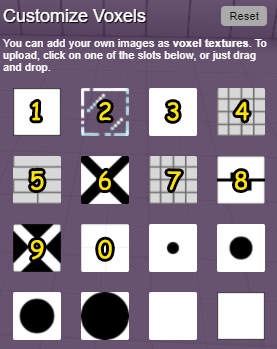 Customize Voxels
Reset
You can add your own images as voxel textures. To
upload, click on one of the slots below, or just drag
and drop.
1 2 3 4
5 6 7 8
9 0